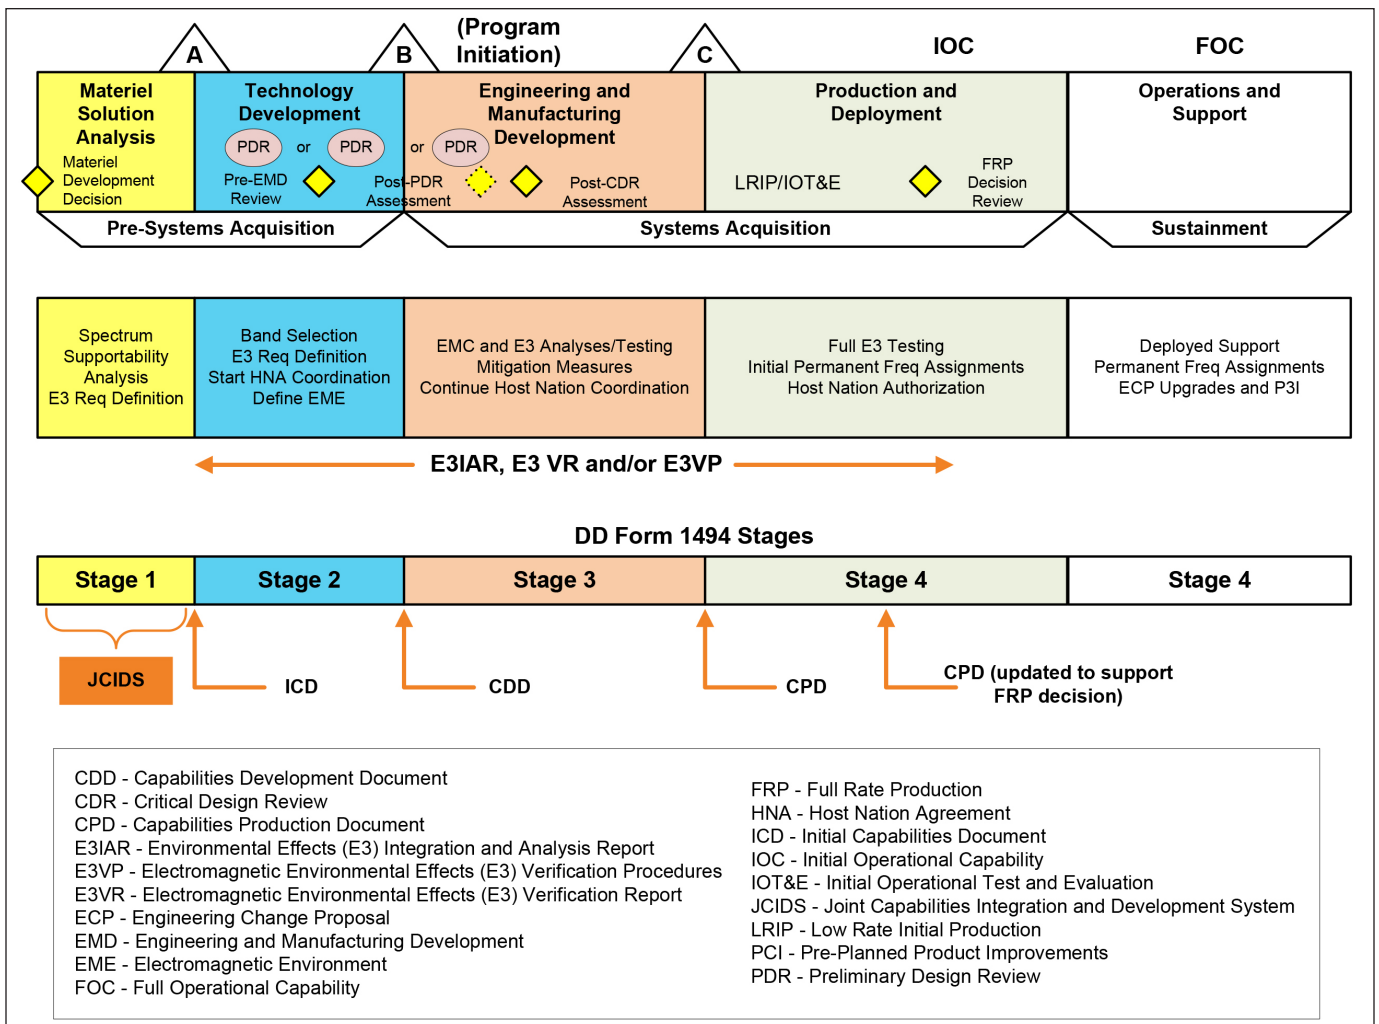 A
B
(Program
Initiation)
C
IOC
FOC
Materiel
Solution
Analysis
Technology
Development
Engineering and
Manufacturing
Development
Production and
Deployment
Operations and
Support
PDR
or
PDR
or
PDR
Materiel
Development
Decision
Pre-EMD
Review
Post-PDR
Assessment
Post-CDR
Assessment
LRIP/IOT&E
FRP
Decision
Review
Pre-Systems Acquisition
Systems Acquisition
Sustainment
Spectrum
Supportability
Analysis
E3 Req Definition
Band Selection
E3 Req Definition
Start HNA Coordination
Define EME
EMC and E3 Analyses/Testing
Mitigation Measures
Continue Host Nation Coordination
Full E3 Testing
Initial Permanent Freq Assignments
Host Nation Authorization
Deployed Support
Permanent Freq Assignments
ECP Upgrades and P3I
E3IAR, E3 VR and/or E3VP
DD Form 1494 Stages
Stage 1
Stage 2
Stage 3
Stage 4
Stage 4
JCIDS
ICD
CDD
CPD
CPD (updated to support
FRP decision)
CDD - Capabilities Development Document
CDR - Critical Design Review
CPD - Capabilities Production Document
E3IAR - Environmental Effects (E3) Integration and Analysis Report
E3VP - Electromagnetic Environmental Effects (E3) Verification Procedures
E3VR - Electromagnetic Environmental Effects (E3) Verification Report
ECP - Engineering Change Proposal
EMD - Engineering and Manufacturing Development
EME - Electromagnetic Environment
FOC - Full Operational Capability
FRP - Full Rate Production
HNA - Host Nation Agreement
ICD - Initial Capabilities Document
IOC - Initial Operational Capability
IOT&E - Initial Operational Test and Evaluation
JCIDS - Joint Capabilities Integration and Development System
LRIP - Low Rate Initial Production
PCI - Pre-Planned Product Improvements
PDR - Preliminary Design Review